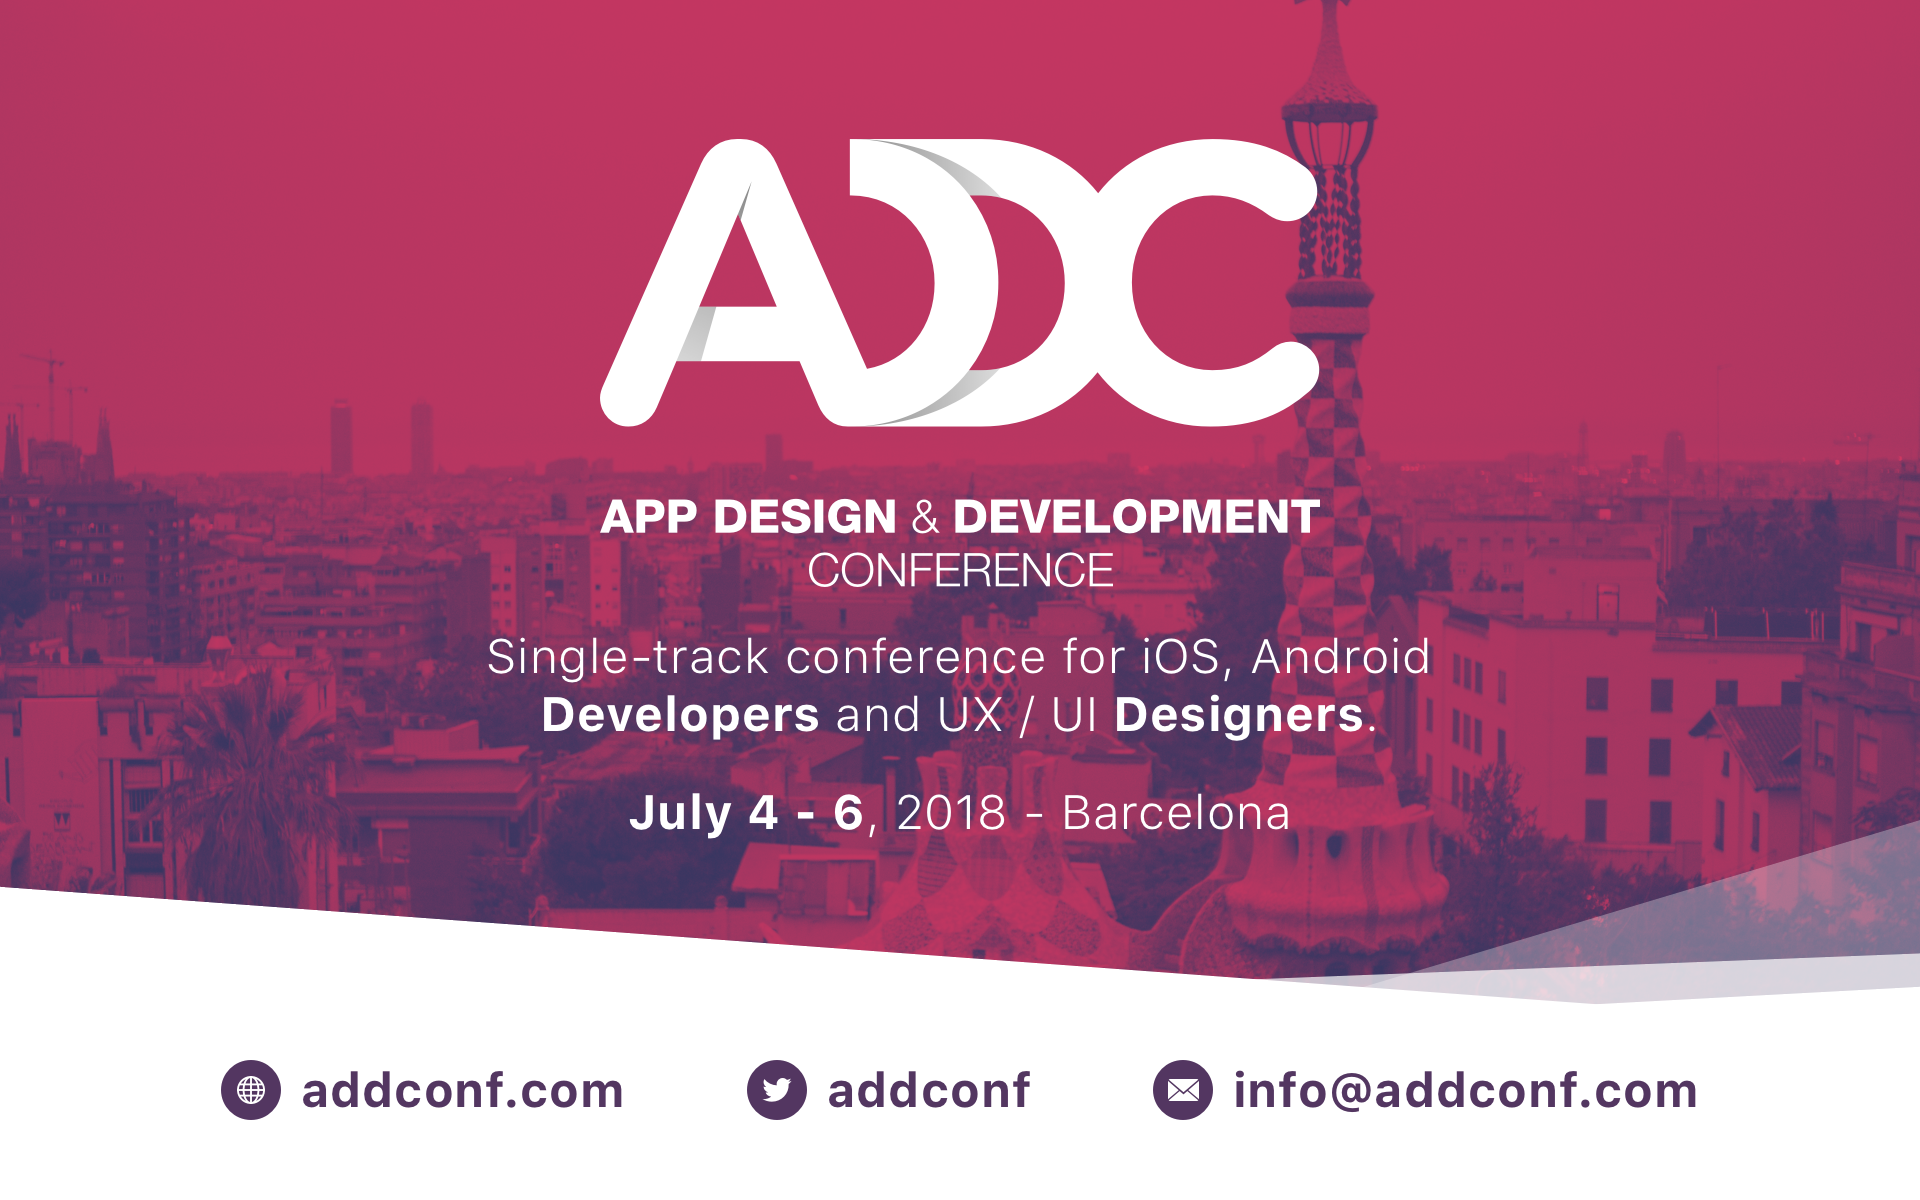 ADDC
APP DESIGN & DEVELOPMENT
CONFERENCE
Single-track conference for iOS, Android
Developers and UX / UI Designers.
July 4 - 6, 2018 - Barcelona
addconf.com
addconf
info@addconf.com